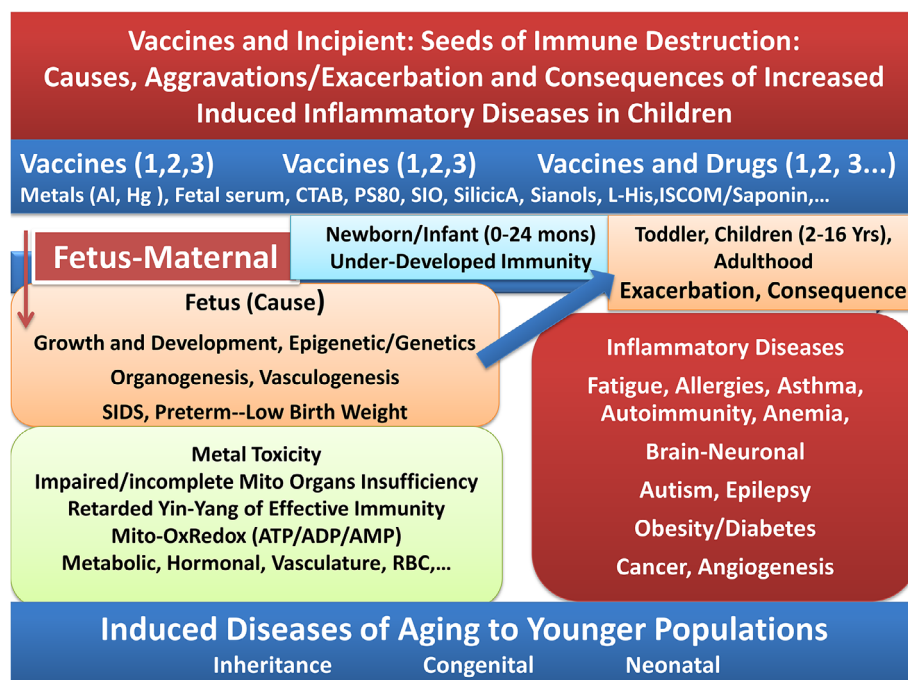 Vaccines and Incipient: Seeds of Immune Destruction:
Causes, Aggravations/Exacerbation and Consequences of Increased
Induced Inflammatory Diseases in Children
Vaccines (1,2,3) Vaccines (1,2,3) Vaccines and Drugs (1,2, 3...)
Metals (Al, Hg ), Fetal serum, CTAB, PS80, SIO, SilicicA, Sianols, L-His,ISCOM/Saponin,...
Fetus-Maternal
Newborn/Infant (0-24 mons)
Under-Developed Immunity
Toddler, Children (2-16 Yrs),
Adulthood
Exacerbation, Consequence
Fetus (Cause)
Growth and Development, Epigenetic/Genetics
Organogenesis, Vasculogenesis
SIDS, Preterm--Low Birth Weight
Metal Toxicity
Impaired/incomplete Mito Organs Insufficiency
Retarded Yin-Yang of Effective Immunity
Mito-OxRedox (ATP/ADP/AMP)
Metabolic, Hormonal, Vasculature, RBC,...
Inflammatory Diseases
Fatigue, Allergies, Asthma,
Autoimmunity, Anemia,
Brain-Neuronal
Autism, Epilepsy
Obesity/Diabetes
Cancer, Angiogenesis
Induced Diseases of Aging to Younger Populations
Inheritance Congenital Neonatal